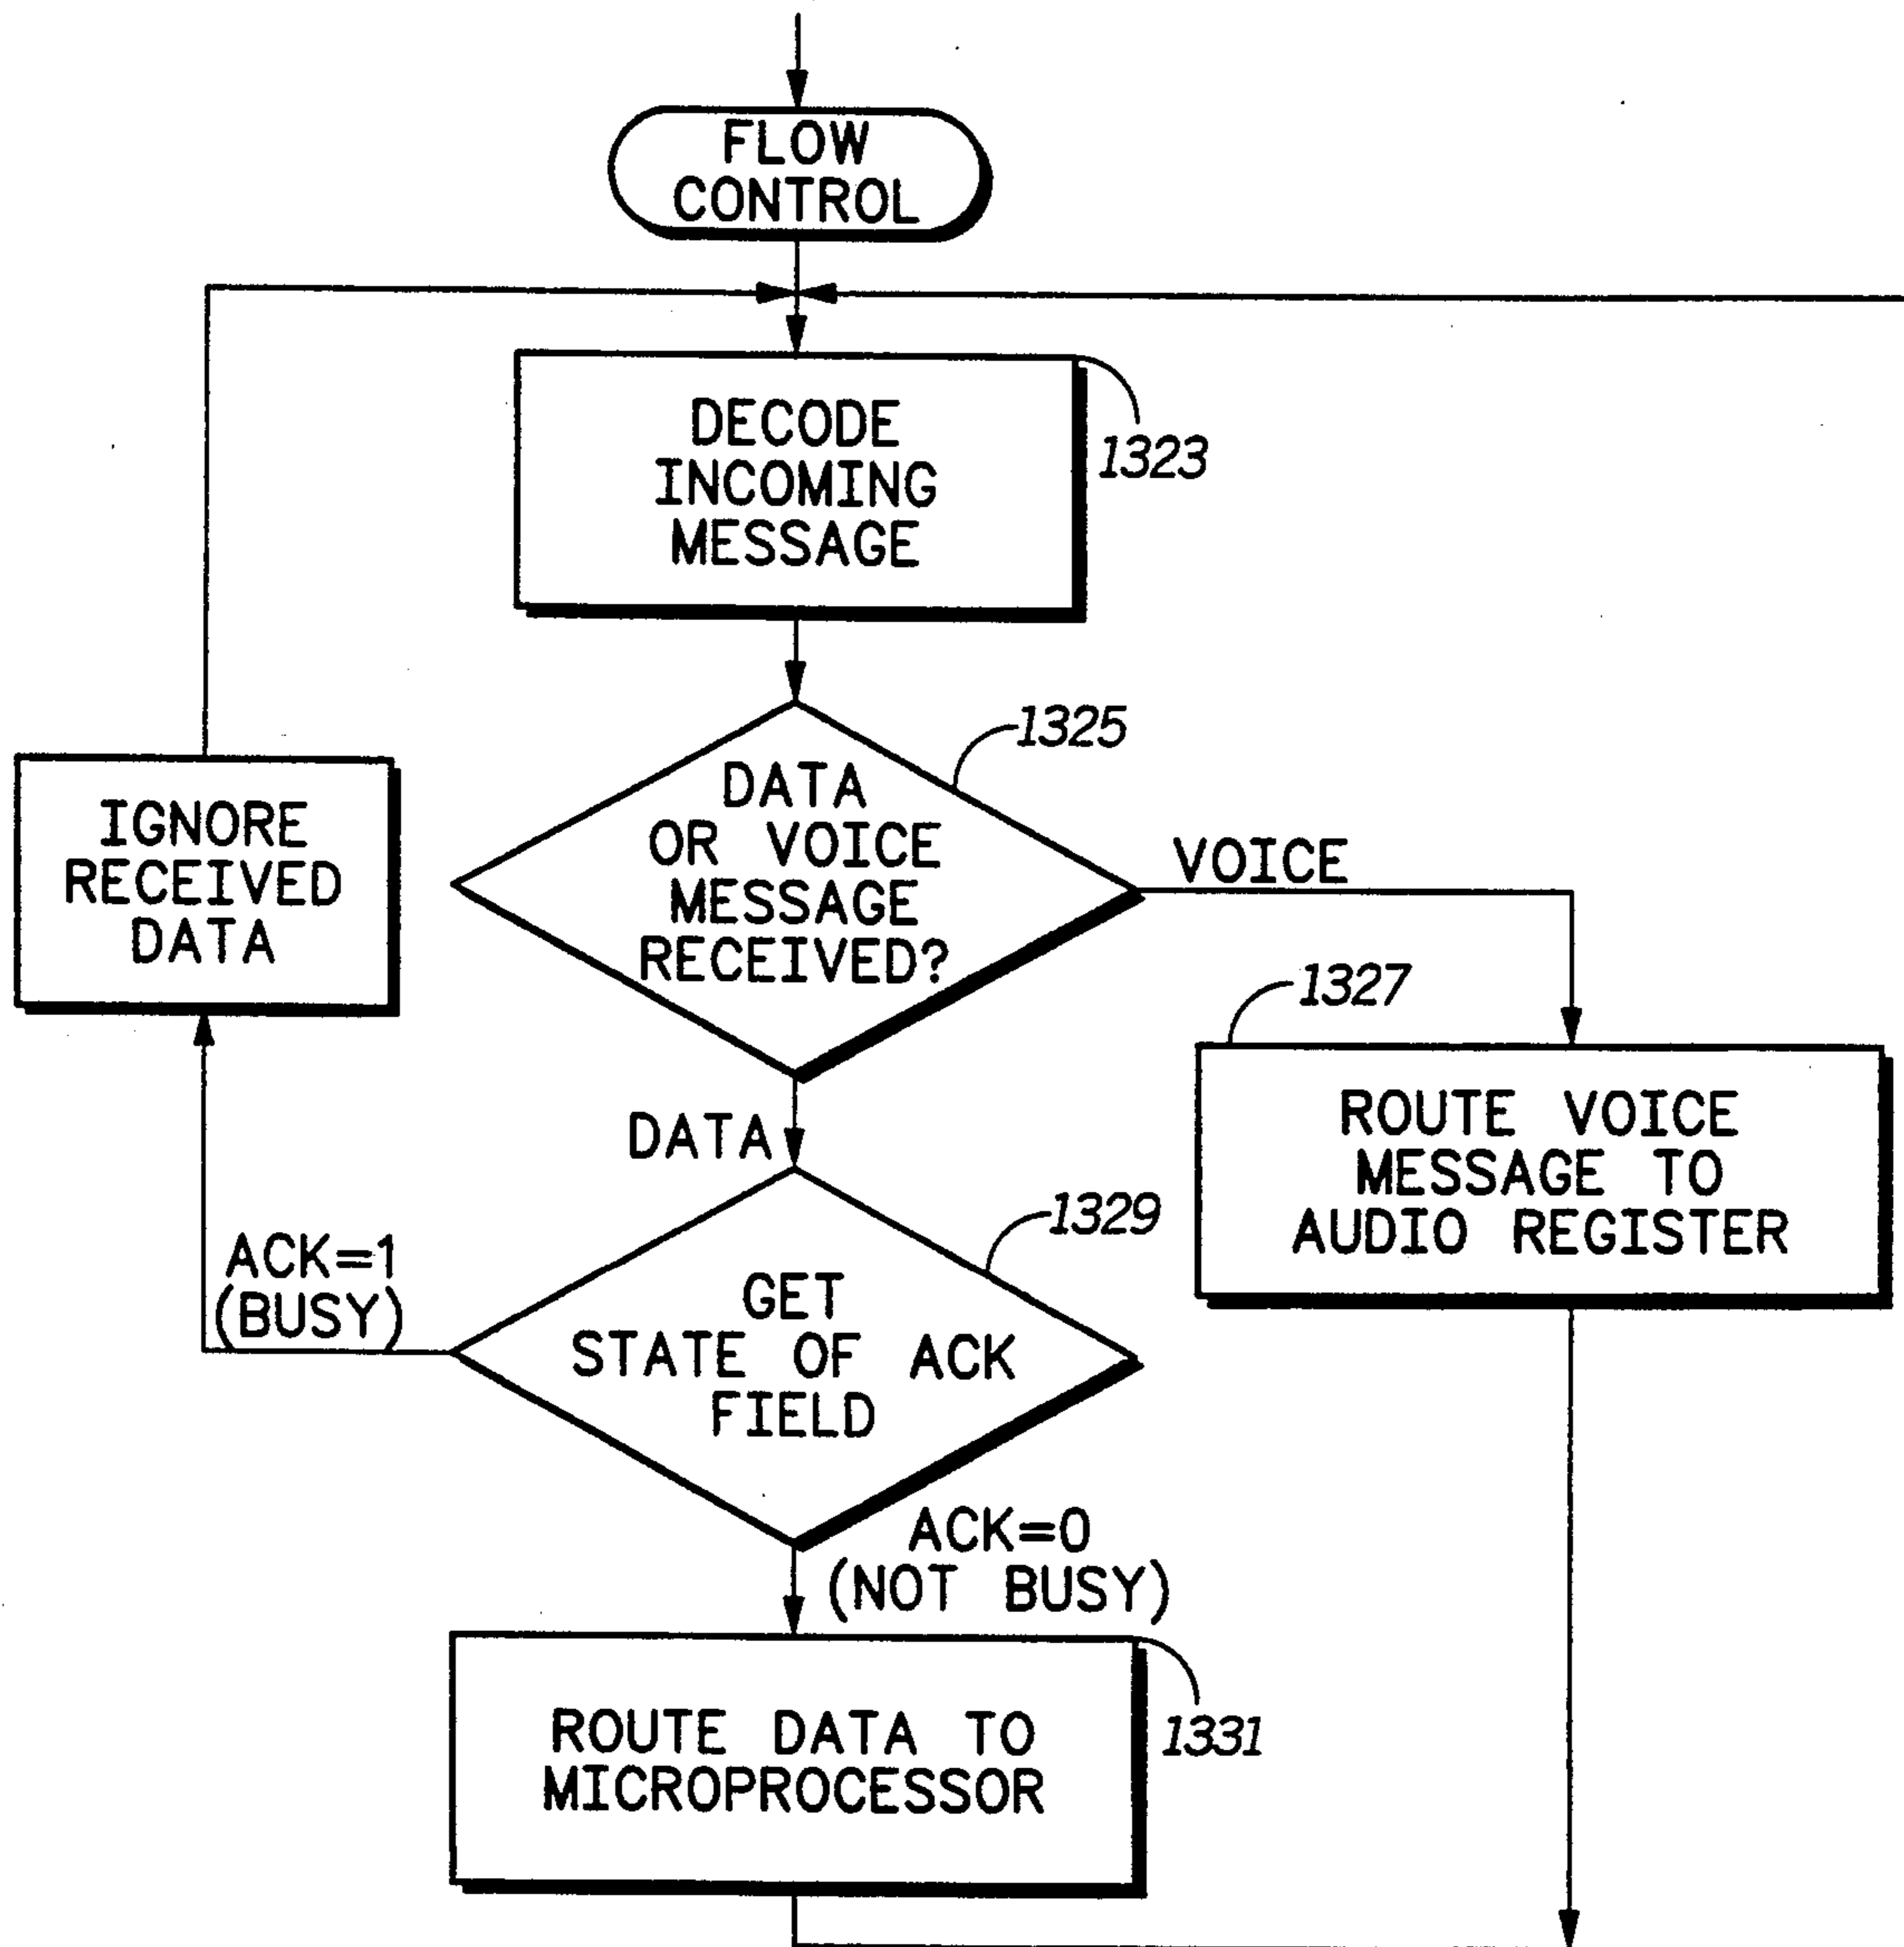 FLOW
CONTROL
DECODE
INCOMING
MESSAGE
1323
1325
DATA
OR VOICE
MESSAGE
RECEIVED?
VOICE
IGNORE
RECEIVED
DATA
1327
ROUTE VOICE
MESSAGE TO
AUDIO REGISTER
DATA
1329
ACK=1
(BUSY)
GET
STATE OF ACK
FIELD
ACK=0
(NOT BUSY)
ROUTE DATA TO
MICROPROCESSOR
1331